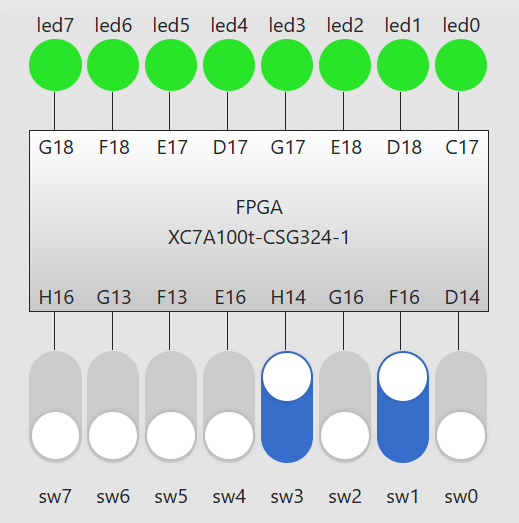 led7 led6 led5 led4 led3 led2 led1 led0
G18 F18 E17 D17 G17 E18 D18 C17
FPGA
XC7A100t-CSG324-1
H16 G13 F13 E16 H14 G16 F16 D14
sw7 sw6 sw5 sw4 sw3 sw2 sw1 sw0